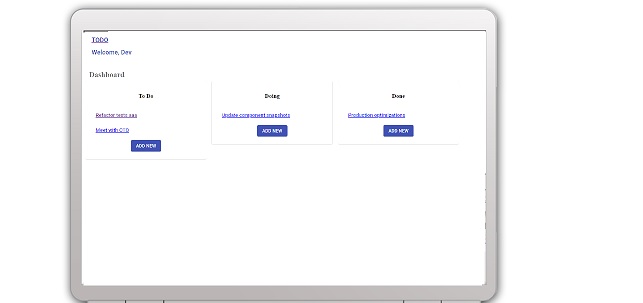 TODO
Welcome, Dev
Dashboard
To Do
Refactor tests
Meet with CTO
ADD NEW
Doing
Update component snapshots
ADD NEW
Done
Production optimizations
ADD NEW